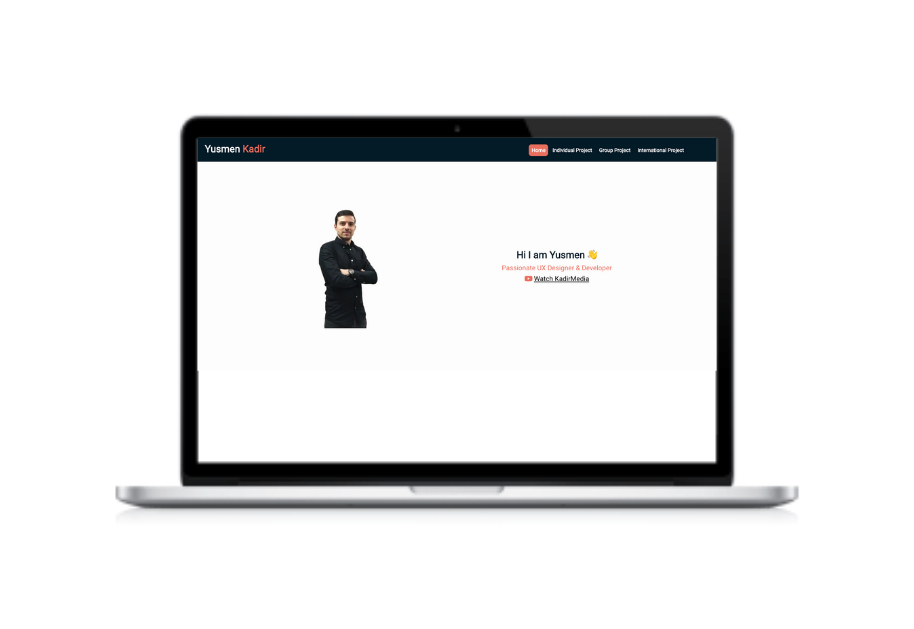 Yusmen Kadir
Home Individual Project Group Project International Project
Hi I am Yusmen 👋
Passionate UX Designer & Developer
Watch KadirMedia